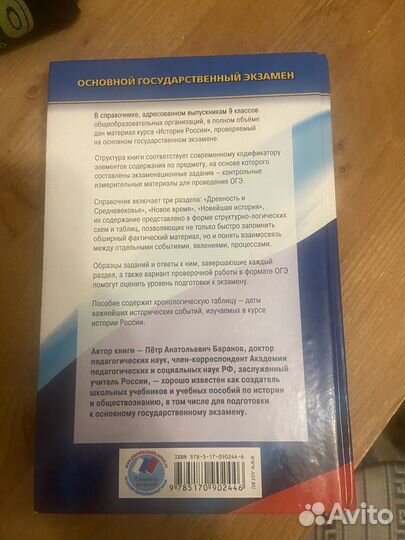 ОСНОВНОЙ ГОСУДАРСТВЕННЫЙ ЭКЗАМЕН
В справочнике, адресованном выпускникам 9 классов
общеобразовательных организаций, в полном объёме
дан материал курса «История России», проверяемый
на основном государственном экзамене.
Структура книги соответствует современному кодификатору
элементов содержания по предмету, на основе которого
составлены экзаменационные задания – контрольные
измерительные материалы для проведения ОГЭ.
Справочник включает три раздела: «Древность и
Средневековье», «Новое время», «Новейшая история»,
их содержание представлено в форме структурно-логических
схем и таблиц, позволяющих не только быстро запомнить
обширный фактический материал, но и понять взаимосвязь
между отдельными событиями, явлениями, процессами.
Образцы заданий и ответы к ним, завершающие каждый
раздел, а также вариант проверочной работы в формате ОГЭ
помогут оценить уровень подготовки к экзамену.
Пособие содержит хронологическую таблицу – даты
важнейших исторических событий, изучаемых в курсе
истории России.
Автор книги – Пётр Анатольевич Баранов, доктор
педагогических наук, член-корреспондент Академии
педагогических и социальных наук РФ, заслуженный
учитель России, – хорошо известен как создатель
школьных учебников и учебных пособий по истории
и обществознанию, в том числе для подготовки
к основному государственному экзамену.
ISBN 978-5-17-090244-6
9 785170 902446
WWW.AST.RU
Планета
знаний
Avito